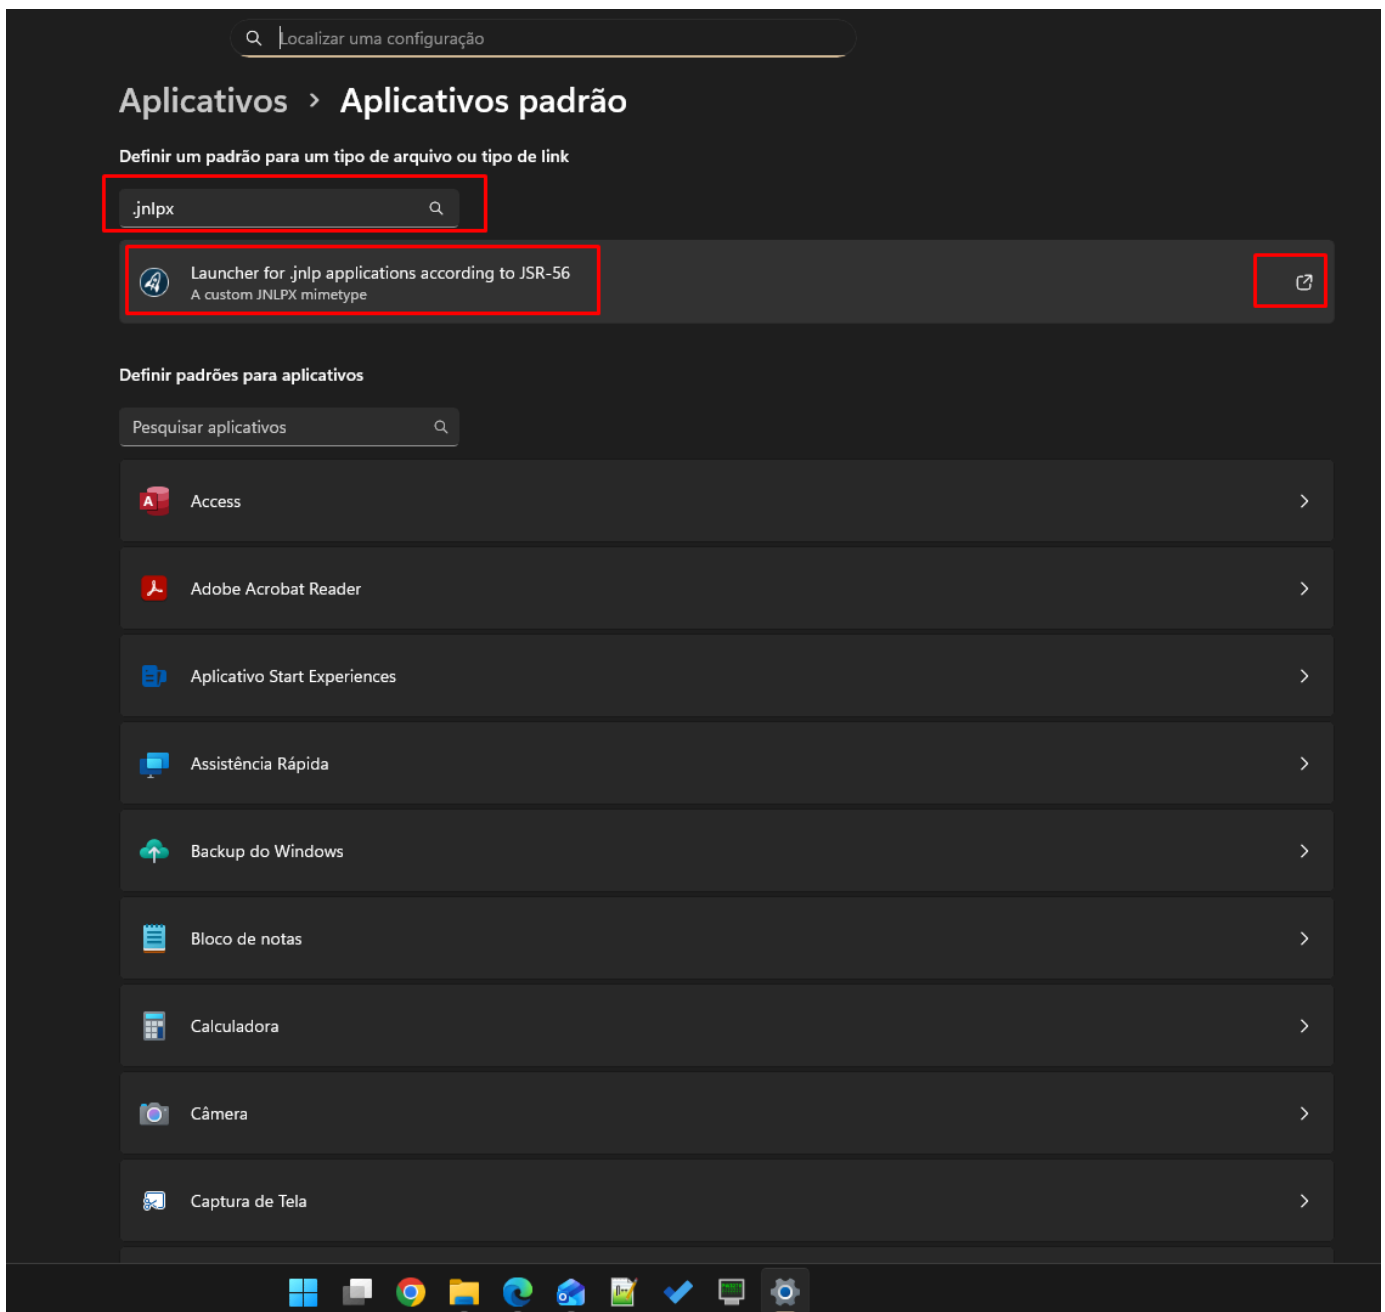 Localizar uma configuração
Aplicativos > Aplicativos padrão
Definir um padrão para um tipo de arquivo ou tipo de link
.jnlpx
Launcher for .jnlp applications according to JSR-56
A custom JNLPX mimetype
Definir padrões para aplicativos
Pesquisar aplicativos
Access
Adobe Acrobat Reader
Aplicativo Start Experiences
Assistência Rápida
Backup do Windows
Bloco de notas
Calculadora
Câmera
Captura de Tela